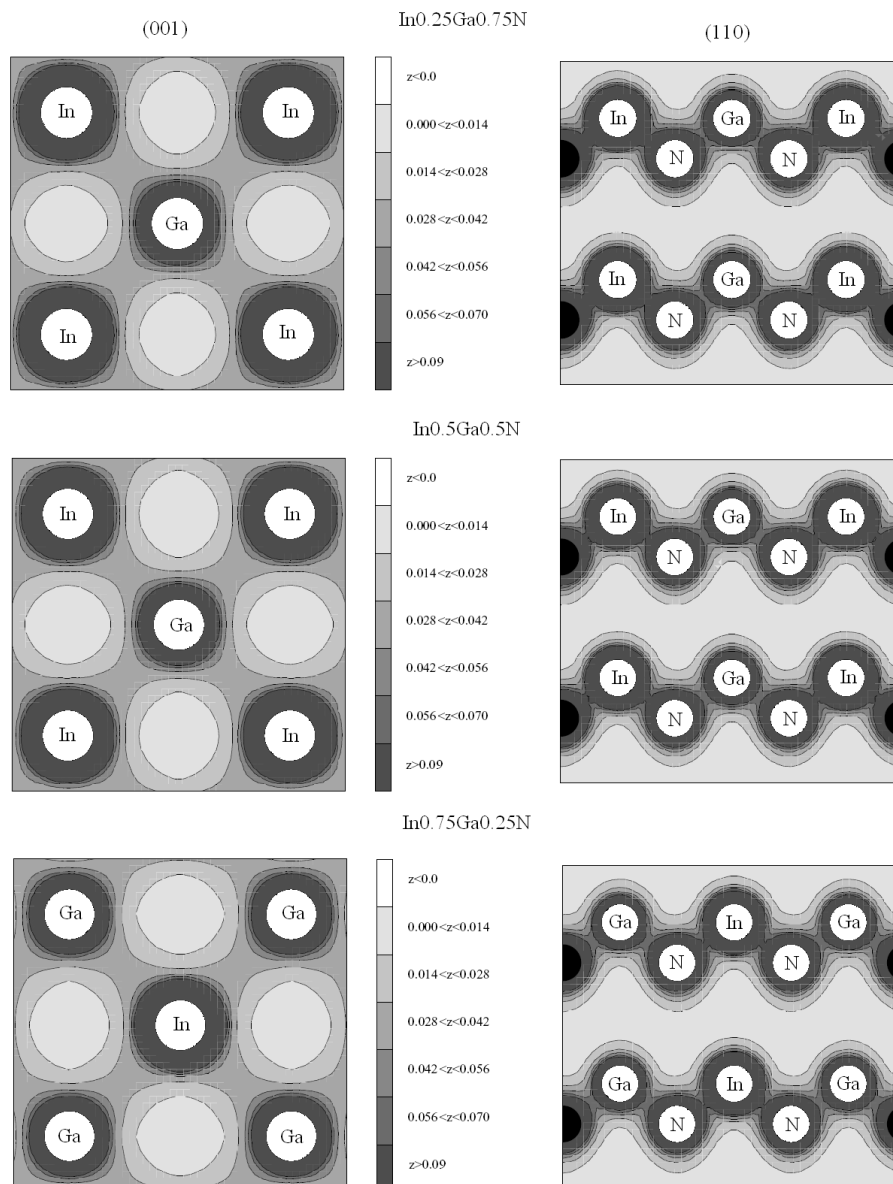 In0.25Ga0.75N
(001)
(110)
In In
Ga
In In
z<0.0
0.000<z<0.014
0.014<z<0.028
0.028<z<0.042
0.042<z<0.056
0.056<z<0.070
z>0.09
In Ga In
N N
In Ga In
N N
In0.5Ga0.5N
In In
Ga
In In
z<0.0
0.000<z<0.014
0.014<z<0.028
0.028<z<0.042
0.042<z<0.056
0.056<z<0.070
z>0.09
In Ga In
N N
In Ga In
N N
In0.75Ga0.25N
Ga Ga
In
Ga Ga
z<0.0
0.000<z<0.014
0.014<z<0.028
0.028<z<0.042
0.042<z<0.056
0.056<z<0.070
z>0.09
Ga In Ga
N N
Ga In Ga
N N